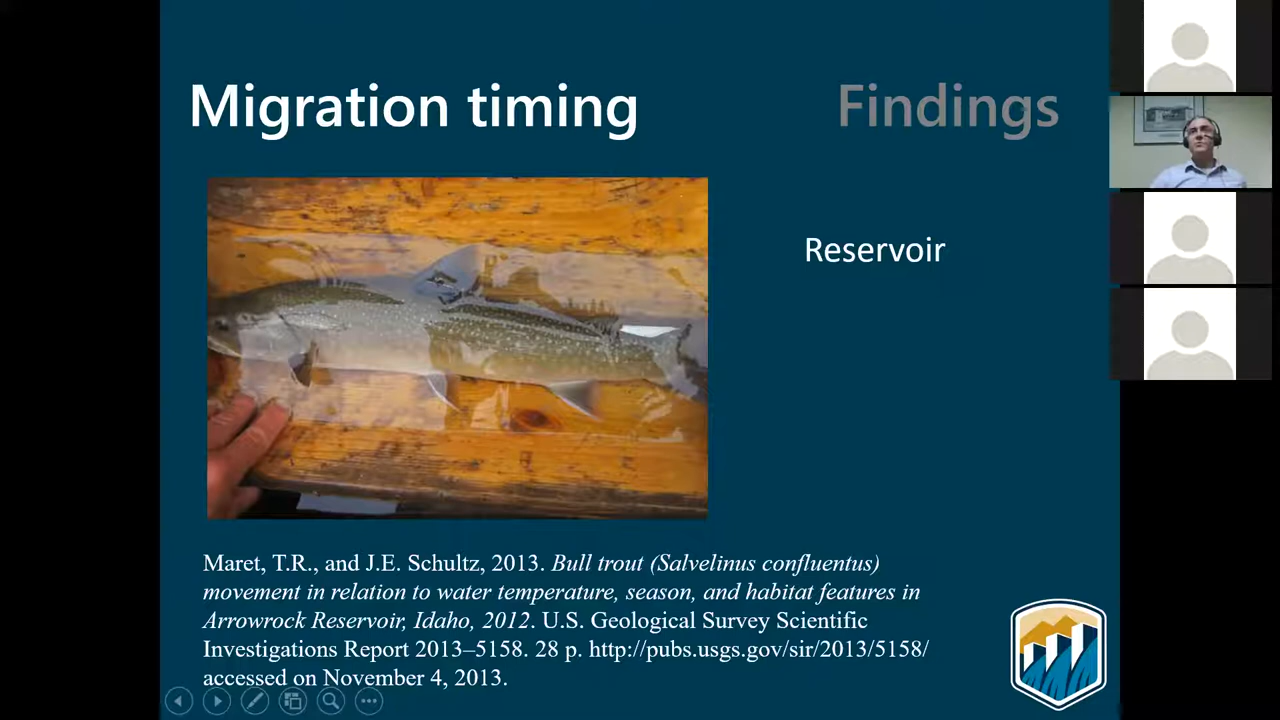 Migration timing
Findings
Reservoir
Maret, T.R., and J.E. Schultz, 2013. Bull trout (Salvelinus confluentus)
movement in relation to water temperature, season, and habitat features in
Arrowrock Reservoir, Idaho, 2012. U.S. Geological Survey Scientific
Investigations Report 2013–5158. 28 p. http://pubs.usgs.gov/sir/2013/5158/
accessed on November 4, 2013.